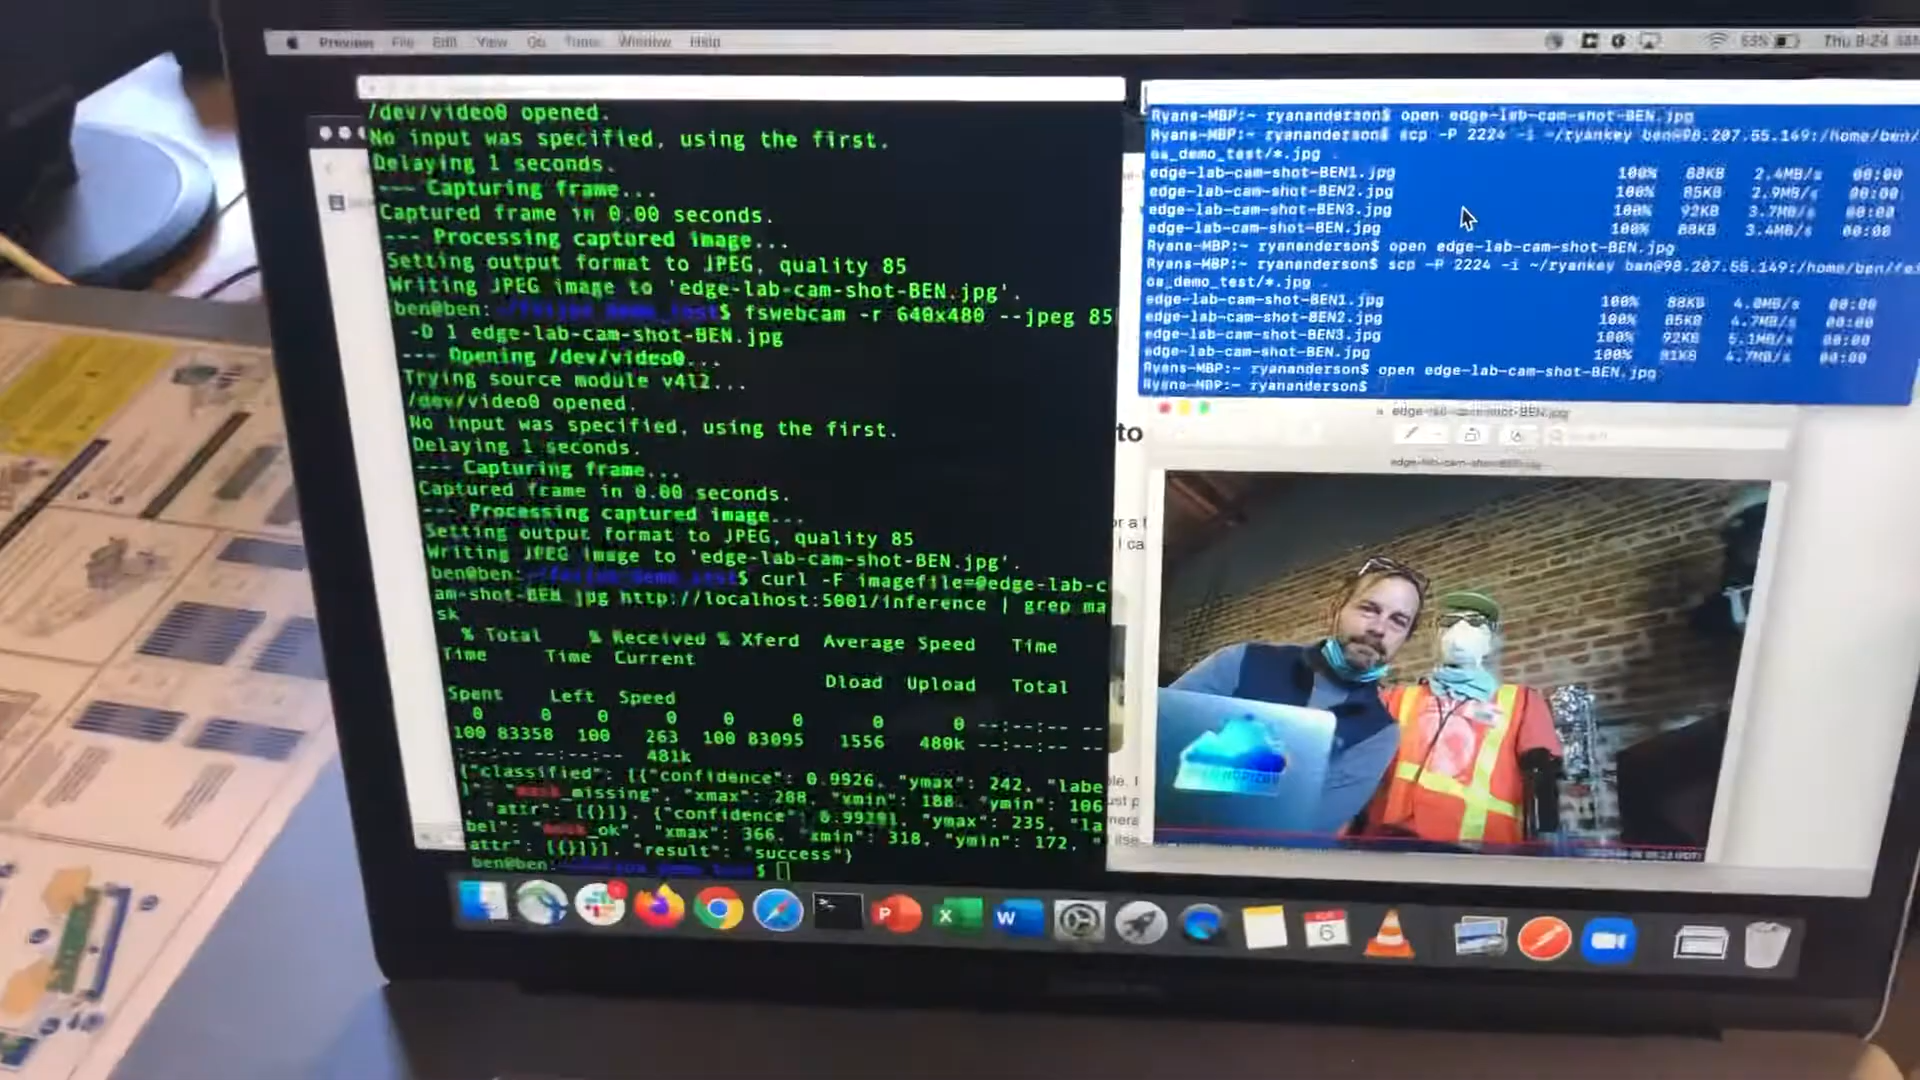 Preview File Edit View Go Tools Window Help
53% Thu 9:24
/dev/video0 opened.
No input was specified, using the first.
Delaying 1 seconds.
--- Capturing frame...
Captured frame in 0.00 seconds.
--- Processing captured image...
Setting output format to JPEG, quality 85
Writing JPEG image to 'edge-lab-cam-shot-BEN.jpg'.
ben@ben: $ fswebcam -r 640x480 --jpeg 85
-D 1 edge-lab-cam-shot-BEN.jpg
--- Opening /dev/video0...
Trying source module v4l2...
/dev/video0 opened.
No input was specified, using the first.
Delaying 1 seconds.
--- Capturing frame...
Captured frame in 0.00 seconds.
--- Processing captured image...
Setting output format to JPEG, quality 85
Writing JPEG image to 'edge-lab-cam-shot-BEN.jpg'.
ben@ben: $ curl -F imagefile=@edge-lab-c
am-shot-BEN.jpg http://localhost:5001/inference | grep ma
sk
% Total % Received % Xferd Average Speed Time
Time Time Current
Dload Upload Total
Spent Left Speed
0 0 0 0 0 0 0 0 --:--:-- --
100 83358 100 263 100 83095 1556 480k --:--:-- --
:--:-- --:--:-- 481k
{"classified": [{"confidence": 0.9926, "ymax": 242, "labe
l": "mask_missing", "xmax": 288, "xmin": 188, "ymin": 106
, "attr": [{}]}, {"confidence": 0.99291, "ymax": 235, "la
bel": "mask_ok", "xmax": 366, "xmin": 318, "ymin": 172, "
attr": [{}]}], "result": "success"}
ben@ben: $
Ryans-MBP:~ ryananderson$ open edge-lab-cam-shot-BEN.jpg
Ryans-MBP:~ ryananderson$ scp -P 2224 -i ~/ryankey ben@98.207.55.149:/home/ben/
oa_demo_test/*.jpg .
edge-lab-cam-shot-BEN1.jpg 100% 88KB 2.4MB/s 00:00
edge-lab-cam-shot-BEN2.jpg 100% 85KB 2.9MB/s 00:00
edge-lab-cam-shot-BEN3.jpg 100% 92KB 3.7MB/s 00:00
edge-lab-cam-shot-BEN.jpg 100% 88KB 3.4MB/s 00:00
Ryans-MBP:~ ryananderson$ open edge-lab-cam-shot-BEN.jpg
Ryans-MBP:~ ryananderson$ scp -P 2224 -i ~/ryankey ben@98.207.55.149:/home/ben/fe
oa_demo_test/*.jpg .
edge-lab-cam-shot-BEN1.jpg 100% 88KB 4.0MB/s 00:00
edge-lab-cam-shot-BEN2.jpg 100% 85KB 4.7MB/s 00:00
edge-lab-cam-shot-BEN3.jpg 100% 92KB 5.1MB/s 00:00
edge-lab-cam-shot-BEN.jpg 100% 81KB 4.7MB/s 00:00
Ryans-MBP:~ ryananderson$ open edge-lab-cam-shot-BEN.jpg
Ryans-MBP:~ ryananderson$
edge-lab-cam-shot-BEN.jpg
to
or a
I ca
P
X
W
6